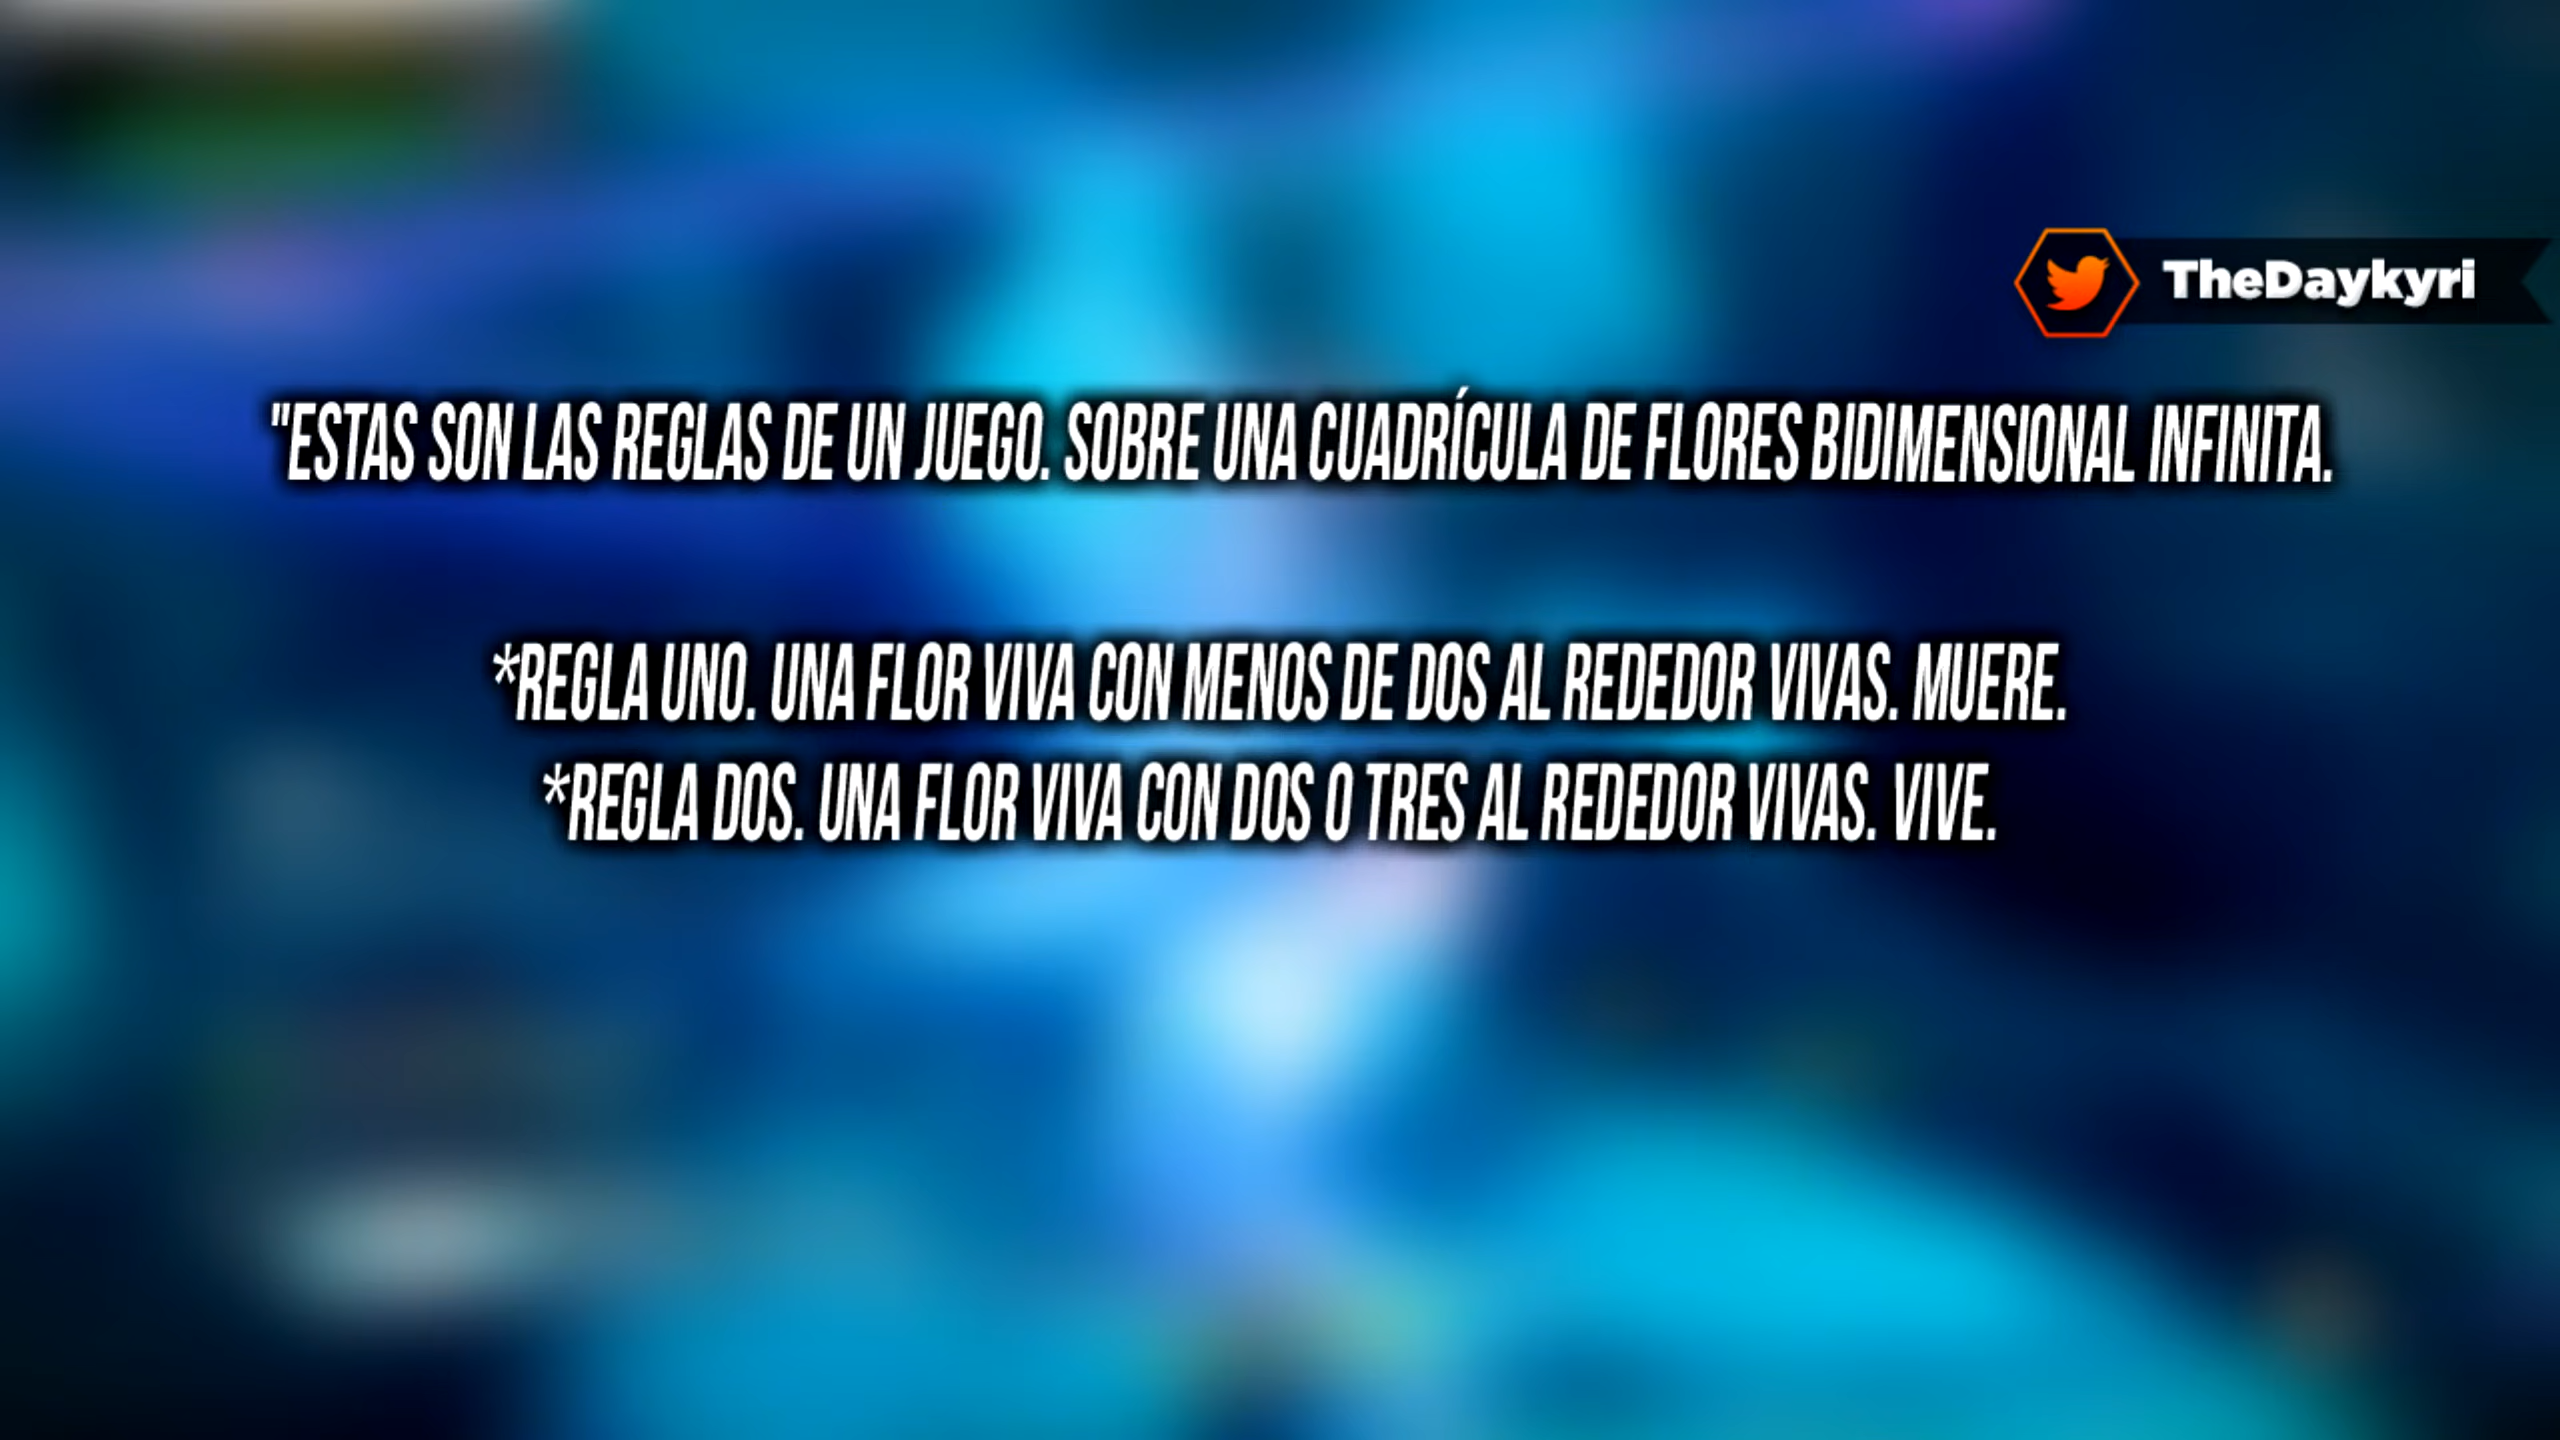 TheDaykyri
"ESTAS SON LAS REGLAS DE UN JUEGO. SOBRE UNA CUADRÍCULA DE FLORES BIDIMENSIONAL INFINITA.
*REGLA UNO. UNA FLOR VIVA CON MENOS DE DOS AL REDEDOR VIVAS. MUERE.
*REGLA DOS. UNA FLOR VIVA CON DOS O TRES AL REDEDOR VIVAS. VIVE.